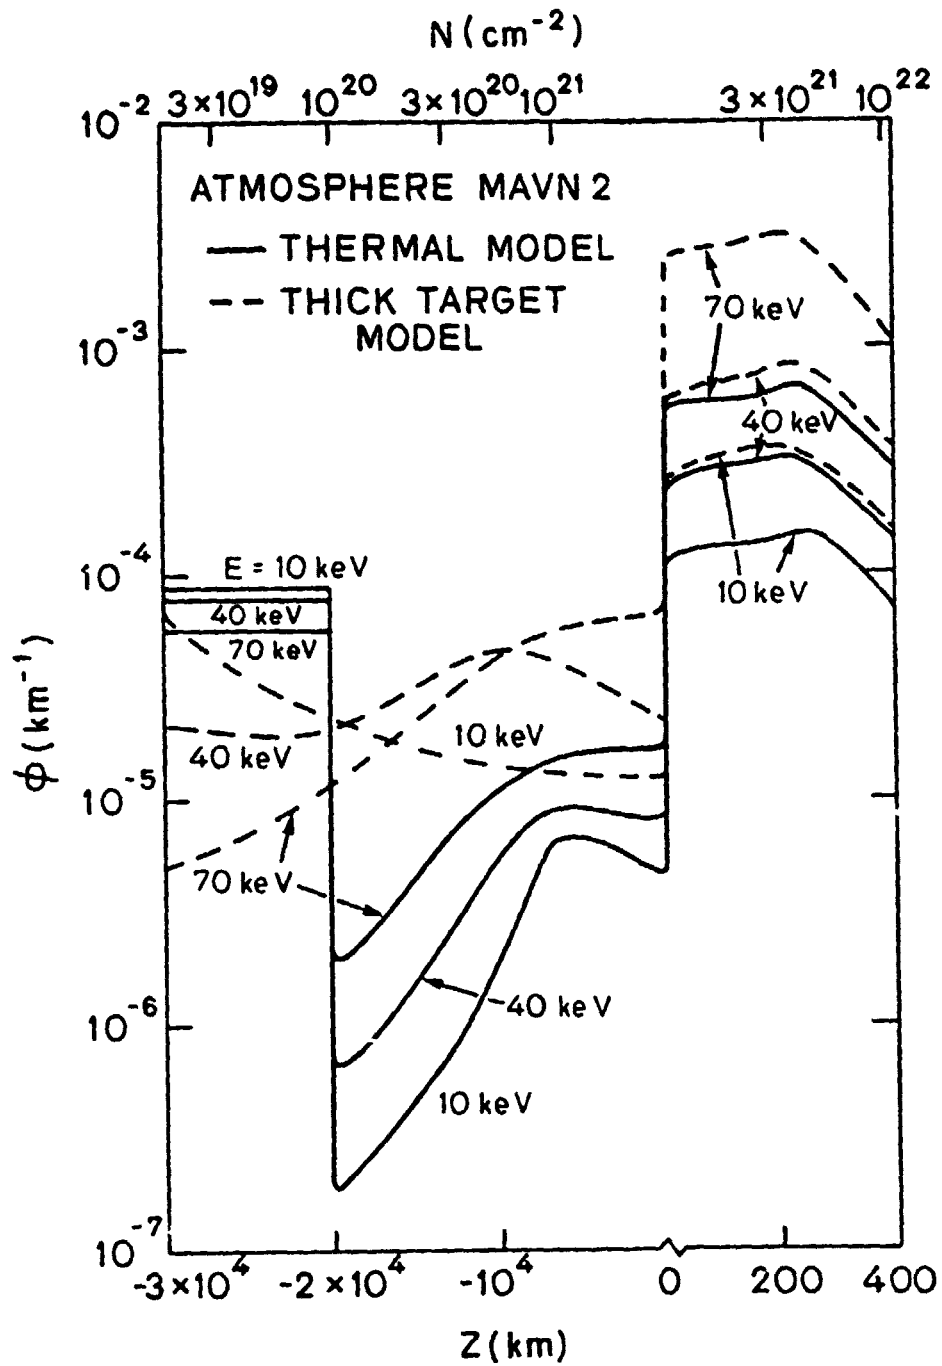 N (cm⁻²)
3×10¹⁹ 10²⁰ 3×10²⁰ 10²¹ 3×10²¹ 10²²
10⁻²
ATMOSPHERE MAVN 2
THERMAL MODEL
THICK TARGET
MODEL
70 keV
10⁻³
40 keV
10⁻⁴
E = 10 keV
10 keV
40 keV
70 keV
ϕ (km⁻¹)
40 keV
10 keV
10⁻⁵
70 keV
10⁻⁶
40 keV
10 keV
10⁻⁷
-3×10⁴ -2×10⁴ -10⁴ 0 200 400
Z (km)